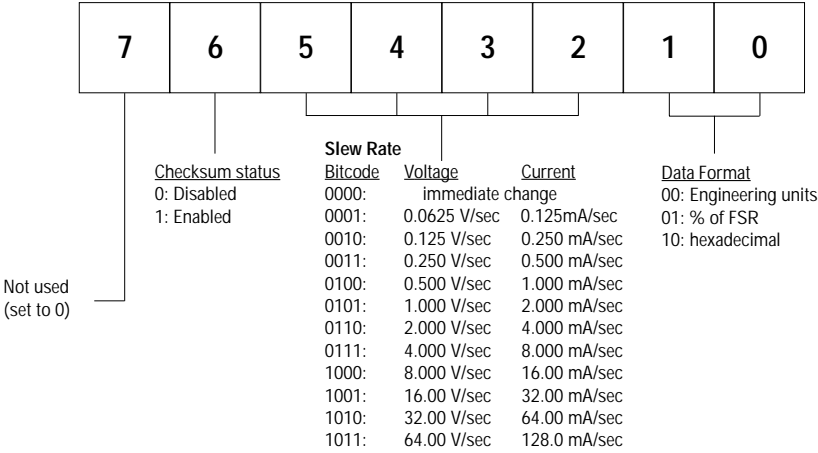 7 6 5 4 3 2 1 0
Slew Rate
Checksum status
0: Disabled
1: Enabled
Bitcode Voltage Current
0000: immediate change
0001: 0.0625 V/sec 0.125mA/sec
0010: 0.125 V/sec 0.250 mA/sec
0011: 0.250 V/sec 0.500 mA/sec
0100: 0.500 V/sec 1.000 mA/sec
0101: 1.000 V/sec 2.000 mA/sec
0110: 2.000 V/sec 4.000 mA/sec
0111: 4.000 V/sec 8.000 mA/sec
1000: 8.000 V/sec 16.00 mA/sec
1001: 16.00 V/sec 32.00 mA/sec
1010: 32.00 V/sec 64.00 mA/sec
1011: 64.00 V/sec 128.0 mA/sec
Data Format
00: Engineering units
01: % of FSR
10: hexadecimal
Not used
(set to 0)